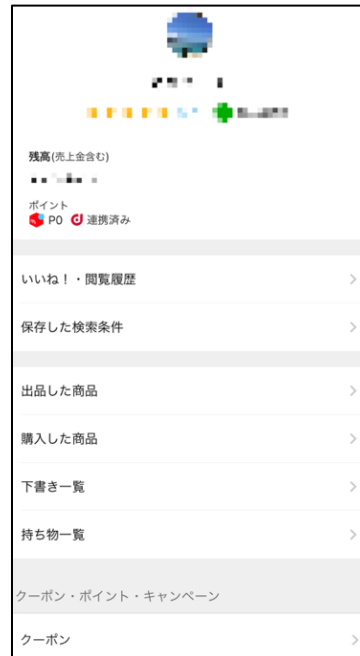 残高(売上金含む)
ポイント
P0 d 連携済み
いいね！・閲覧履歴
保存した検索条件
出品した商品
購入した商品
下書き一覧
持ち物一覧
クーポン・ポイント・キャンペーン
クーポン